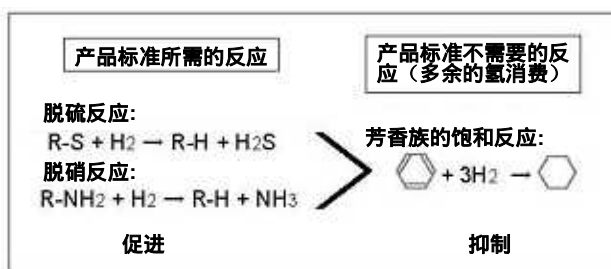 产品标准所需的反应
脱硫反应:
R-S + H2 → R-H + H2S
脱硝反应:
R-NH2 + H2 → R-H + NH3
促进
产品标准不需要的反
应（多余的氢消费）
芳香族的饱和反应:
+ 3H2 →
抑制